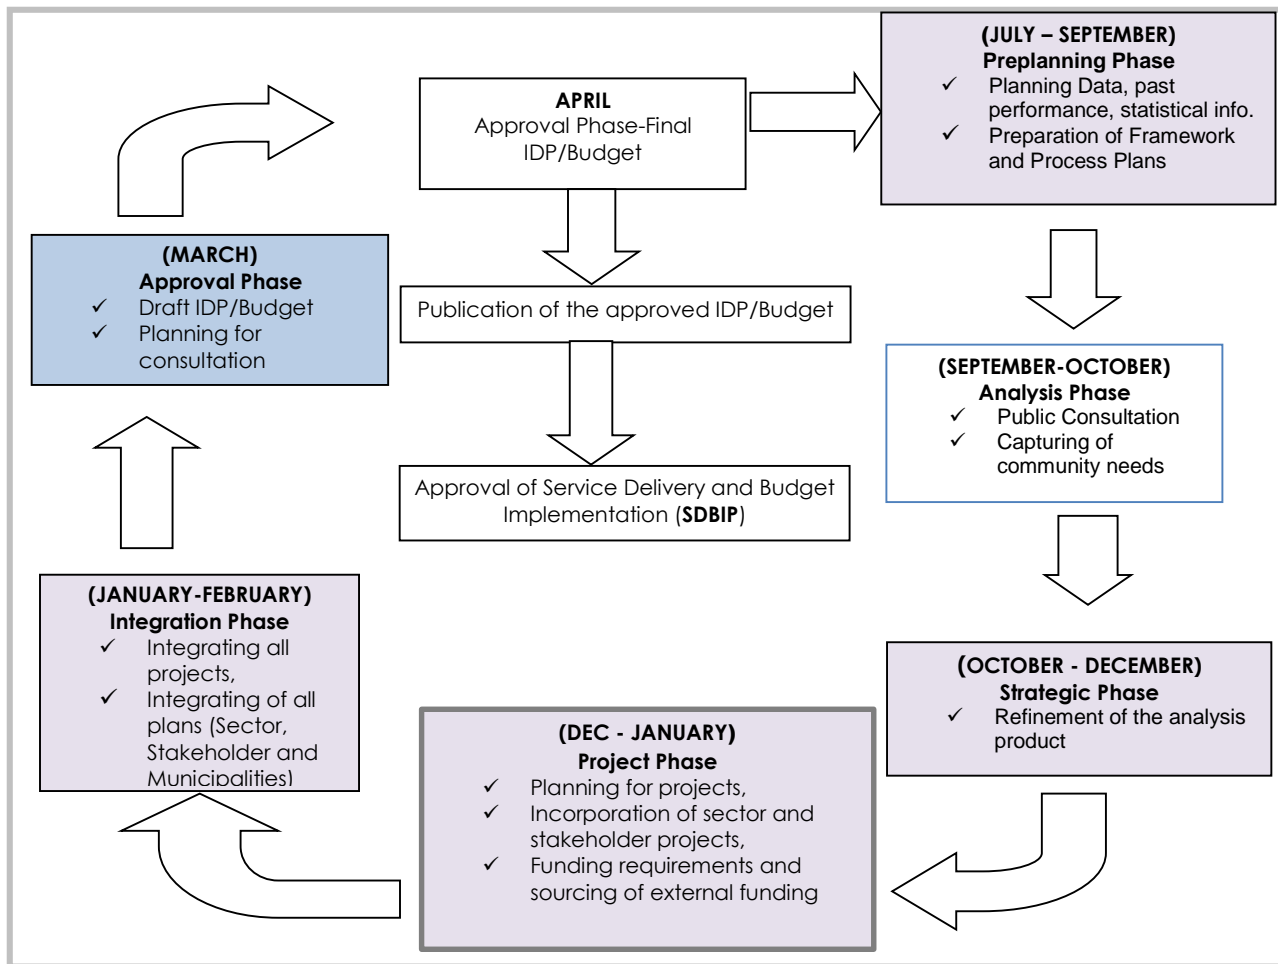 (JULY – SEPTEMBER)
Preplanning Phase
✓ Planning Data, past
performance, statistical info.
✓ Preparation of Framework
and Process Plans
APRIL
Approval Phase-Final
IDP/Budget
(MARCH)
Approval Phase
✓ Draft IDP/Budget
✓ Planning for
consultation
Publication of the approved IDP/Budget
(SEPTEMBER-OCTOBER)
Analysis Phase
✓ Public Consultation
✓ Capturing of
community needs
Approval of Service Delivery and Budget
Implementation (SDBIP)
(JANUARY-FEBRUARY)
Integration Phase
✓ Integrating all
projects,
✓ Integrating of all
plans (Sector,
Stakeholder and
Municipalities)
(OCTOBER - DECEMBER)
Strategic Phase
✓ Refinement of the analysis
product
(DEC - JANUARY)
Project Phase
✓ Planning for projects,
✓ Incorporation of sector and
stakeholder projects,
✓ Funding requirements and
sourcing of external funding